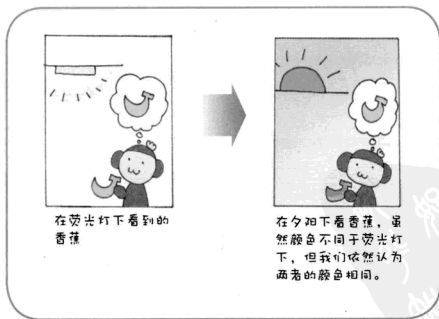 在荧光灯下看到的
香蕉
在夕阳下看香蕉，虽
然颜色不同于荧光灯
下，但我们依然认为
两者的颜色相同。